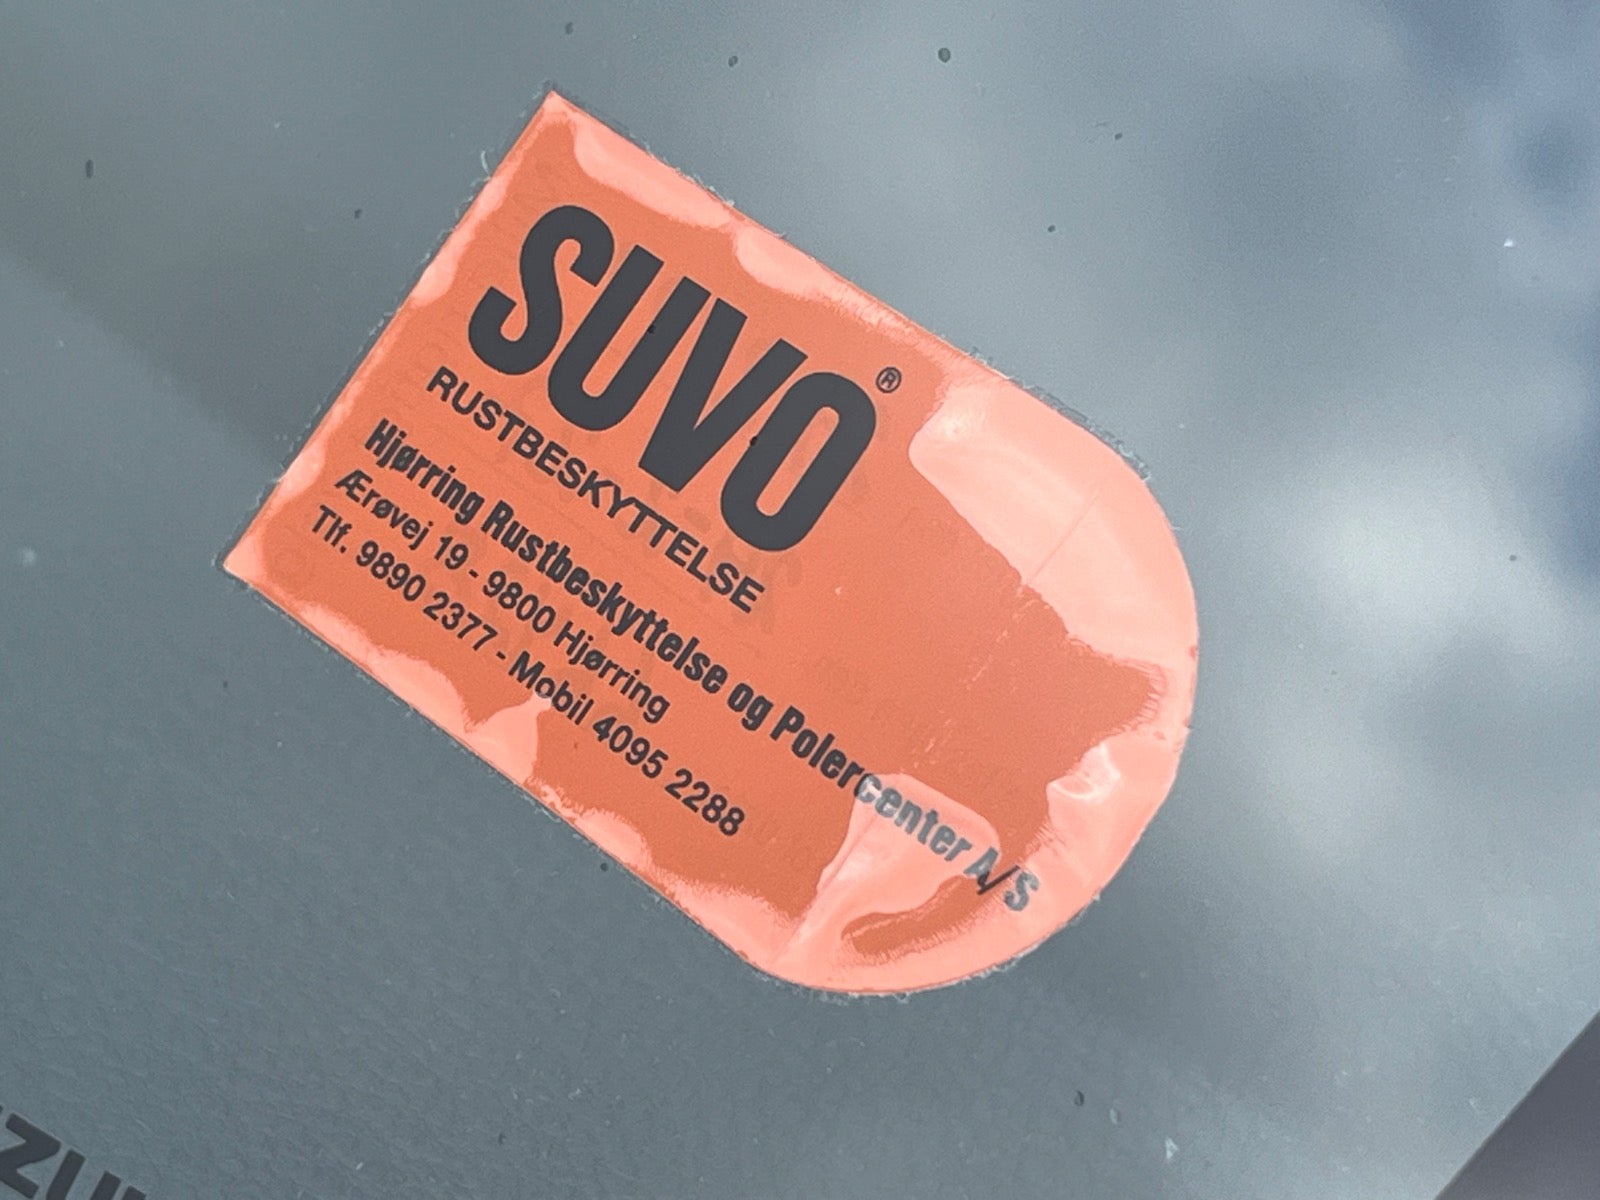 SUVO®
RUSTBESKYTTELSE
Hjørring Rustbeskyttelse og Polercenter A/S
Ærøvej 19 - 9800 Hjørring
Tlf. 9890 2377 - Mobil 4095 2288